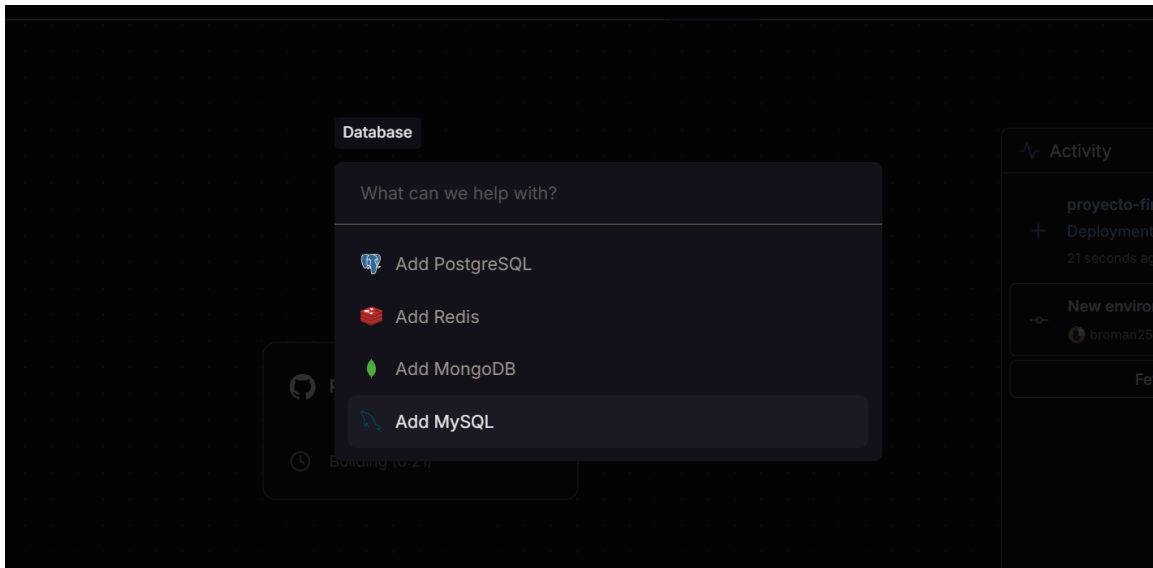 Database
What can we help with?
Add PostgreSQL
Add Redis
Add MongoDB
Add MySQL
Building (0:21)
Activity
proyecto-fi
Deployment
21 seconds ag
New enviro
broman25
Fe